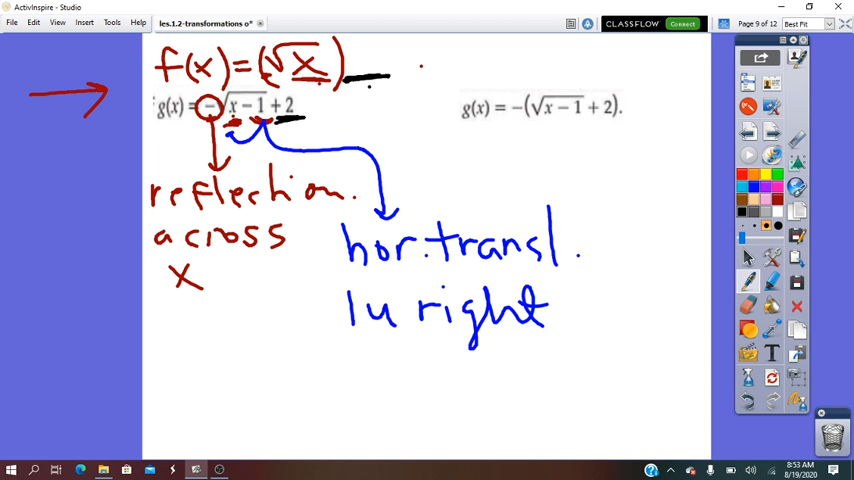 ActivInspire - Studio
File Edit View Insert Tools Help
CLASSFLOW Connect
Page 9 of 12
Best Fit
les.1.2-transformations o*
f(x)=(√x)
g(x) = -√x - 1 + 2
g(x) = -(√x - 1 + 2).
reflection.
across
x
hor. transl.
1u right
8:53 AM
8/19/2020